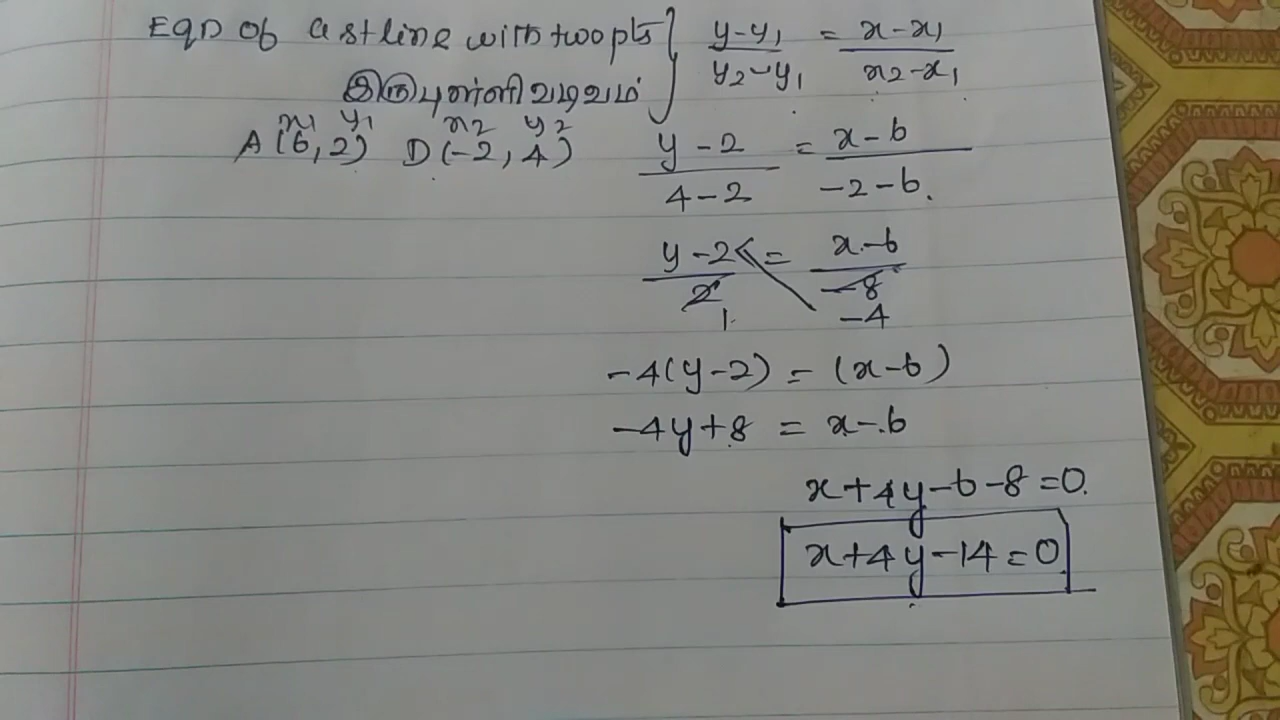 Eqn Of a st line with two pts } y-y₁/y₂-y₁ = x-x₁/x₂-x₁
இருபுள்ளி வடிவம்
x₁ y₁ x₂ y₂
A(6,2) D(-2,4) y-2/4-2 = x-6/-2-6.
y-2/2 = x-6/-8
1 -4
-4(y-2) = (x-6)
-4y+8 = x-6
x+4y-6-8=0.
x+4y-14=0